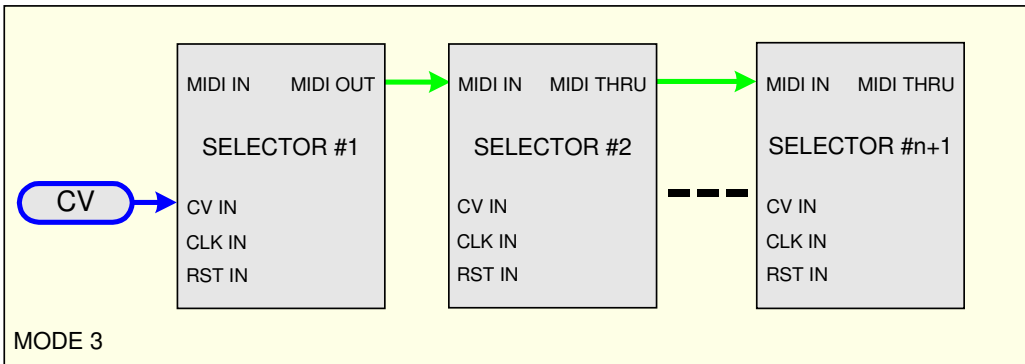 MIDI IN MIDI OUT
SELECTOR #1
CV IN
CLK IN
RST IN
MIDI IN MIDI THRU
SELECTOR #2
CV IN
CLK IN
RST IN
MIDI IN MIDI THRU
SELECTOR #n+1
CV IN
CLK IN
RST IN
CV
MODE 3